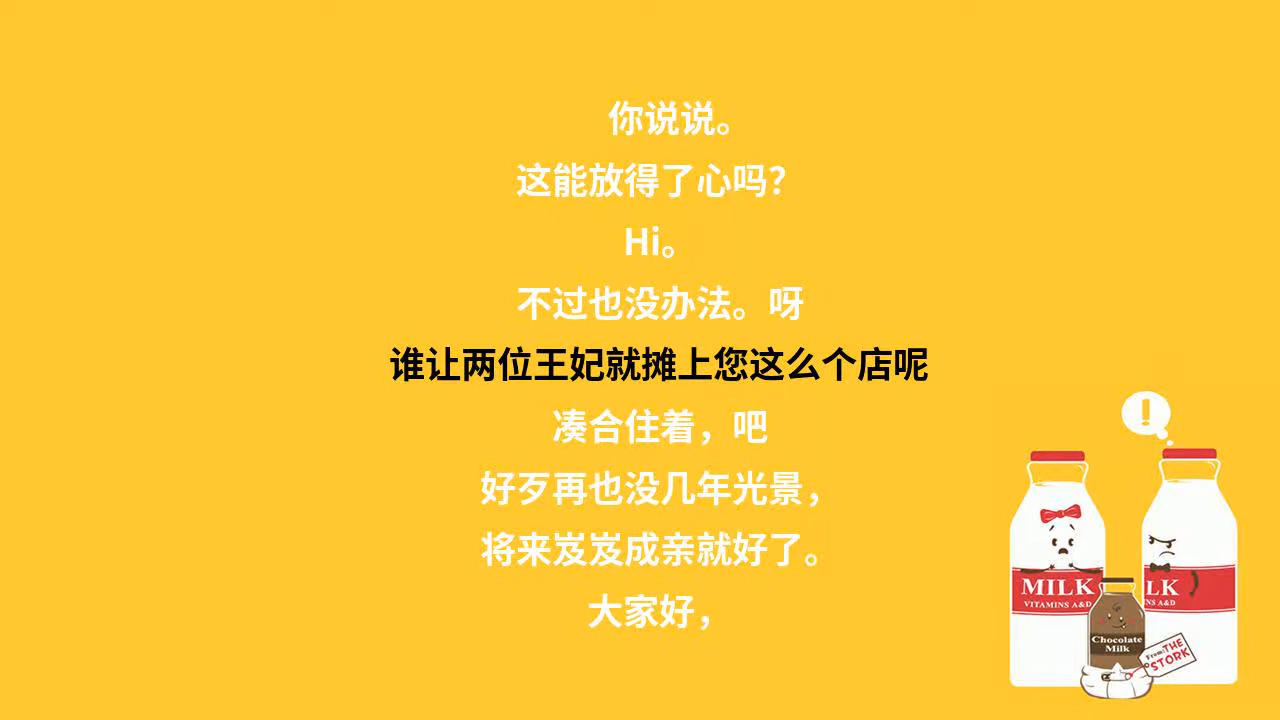 你说说。
这能放得了心吗?
Hi。
不过也没办法。呀
谁让两位王妃就摊上您这么个店呢
凑合住着，吧
好歹再也没几年光景，
将来岌岌成亲就好了。
大家好，
!
MILK
VITAMINS A&D
LK
NS A&D
Chocolate
Milk
From: THE
STORK